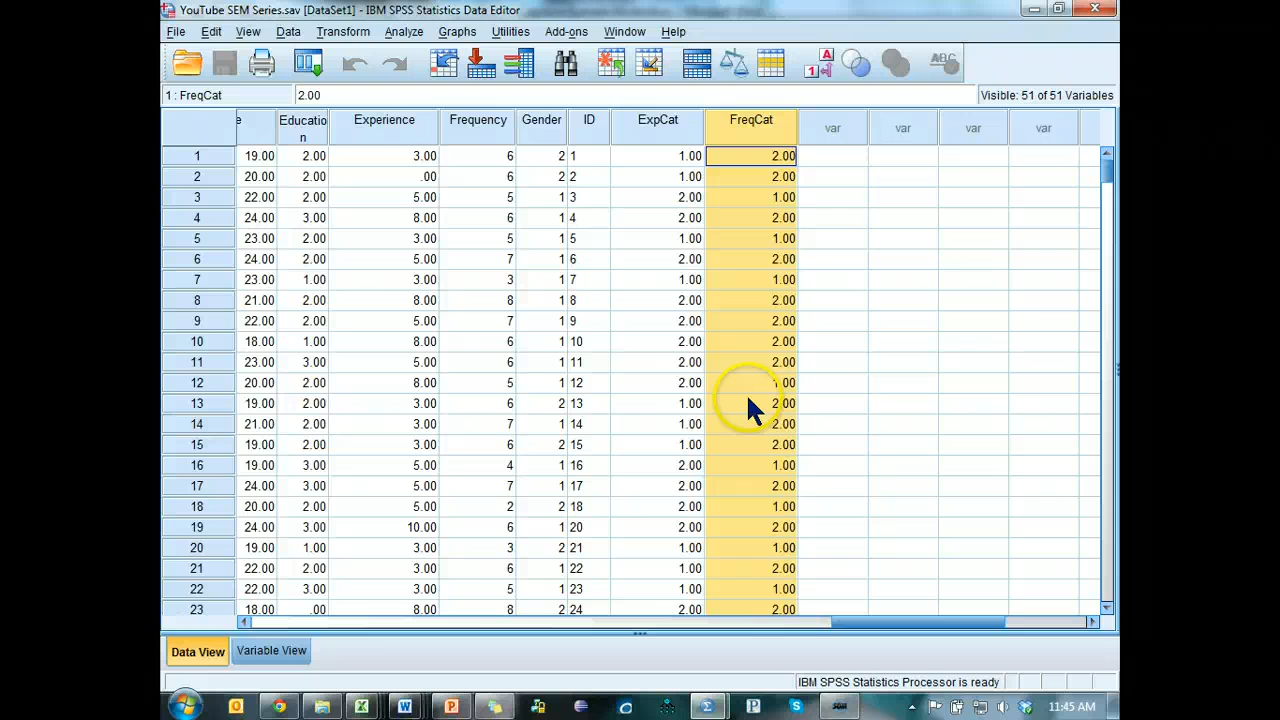 YouTube SEM Series.sav [DataSet1] - IBM SPSS Statistics Data Editor
File Edit View Data Transform Analyze Graphs Utilities Add-ons Window Help
1 : FreqCat 2.00 Visible: 51 of 51 Variables
e Educatio n Experience Frequency Gender ID ExpCat FreqCat var var var var
1 19.00 2.00 3.00 6 2 1 1.00 2.00
2 20.00 2.00 .00 6 2 2 1.00 2.00
3 22.00 2.00 5.00 5 1 3 2.00 1.00
4 24.00 3.00 8.00 6 1 4 2.00 2.00
5 23.00 2.00 3.00 5 1 5 1.00 1.00
6 24.00 2.00 5.00 7 1 6 2.00 2.00
7 23.00 1.00 3.00 3 1 7 1.00 1.00
8 21.00 2.00 8.00 8 1 8 2.00 2.00
9 22.00 2.00 5.00 7 1 9 2.00 2.00
10 18.00 1.00 8.00 6 1 10 2.00 2.00
11 23.00 3.00 5.00 6 1 11 2.00 2.00
12 20.00 2.00 8.00 5 1 12 2.00 1.00
13 19.00 2.00 3.00 6 2 13 1.00 2.00
14 21.00 2.00 3.00 7 1 14 1.00 2.00
15 19.00 2.00 3.00 6 2 15 1.00 2.00
16 19.00 3.00 5.00 4 1 16 2.00 1.00
17 24.00 3.00 5.00 7 1 17 2.00 2.00
18 20.00 2.00 5.00 2 2 18 2.00 1.00
19 24.00 3.00 10.00 6 1 20 2.00 2.00
20 19.00 1.00 3.00 3 2 21 1.00 1.00
21 22.00 2.00 3.00 6 1 22 1.00 2.00
22 22.00 3.00 3.00 5 1 23 1.00 1.00
23 18.00 .00 8.00 8 2 24 2.00 2.00
Data View Variable View
IBM SPSS Statistics Processor is ready
11:45 AM